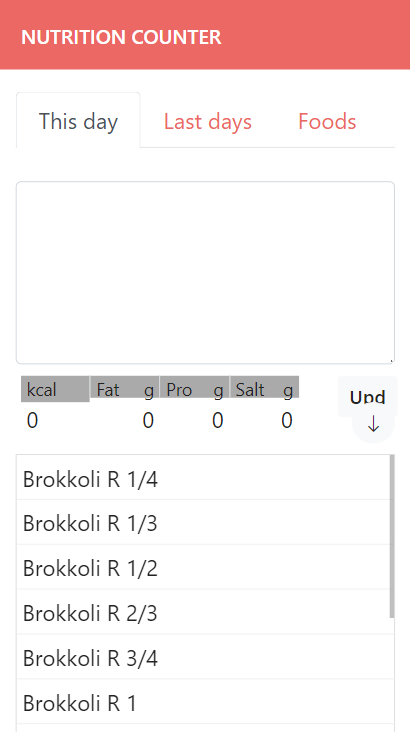 NUTRITION COUNTER
This day Last days Foods
kcal Fat g Pro g Salt g
Upd
0 0 0 0 ↓
Brokkoli R 1/4
Brokkoli R 1/3
Brokkoli R 1/2
Brokkoli R 2/3
Brokkoli R 3/4
Brokkoli R 1